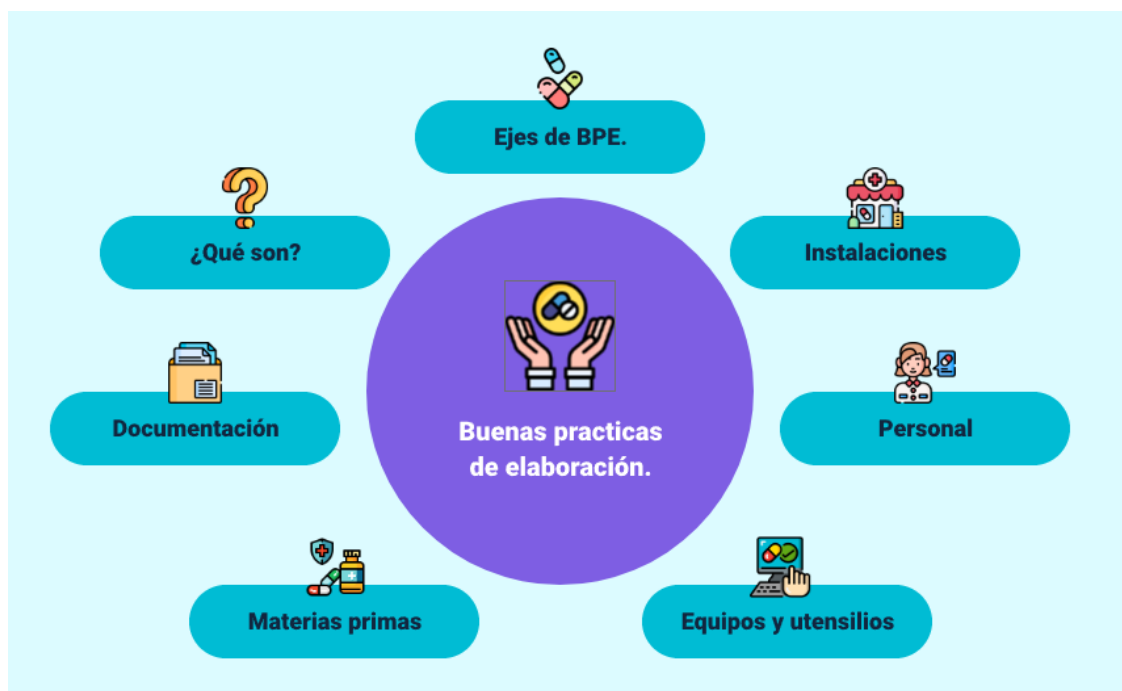 Ejes de BPE.
¿Qué son?
Instalaciones
Documentación
Buenas practicas
de elaboración.
Personal
Materias primas
Equipos y utensilios